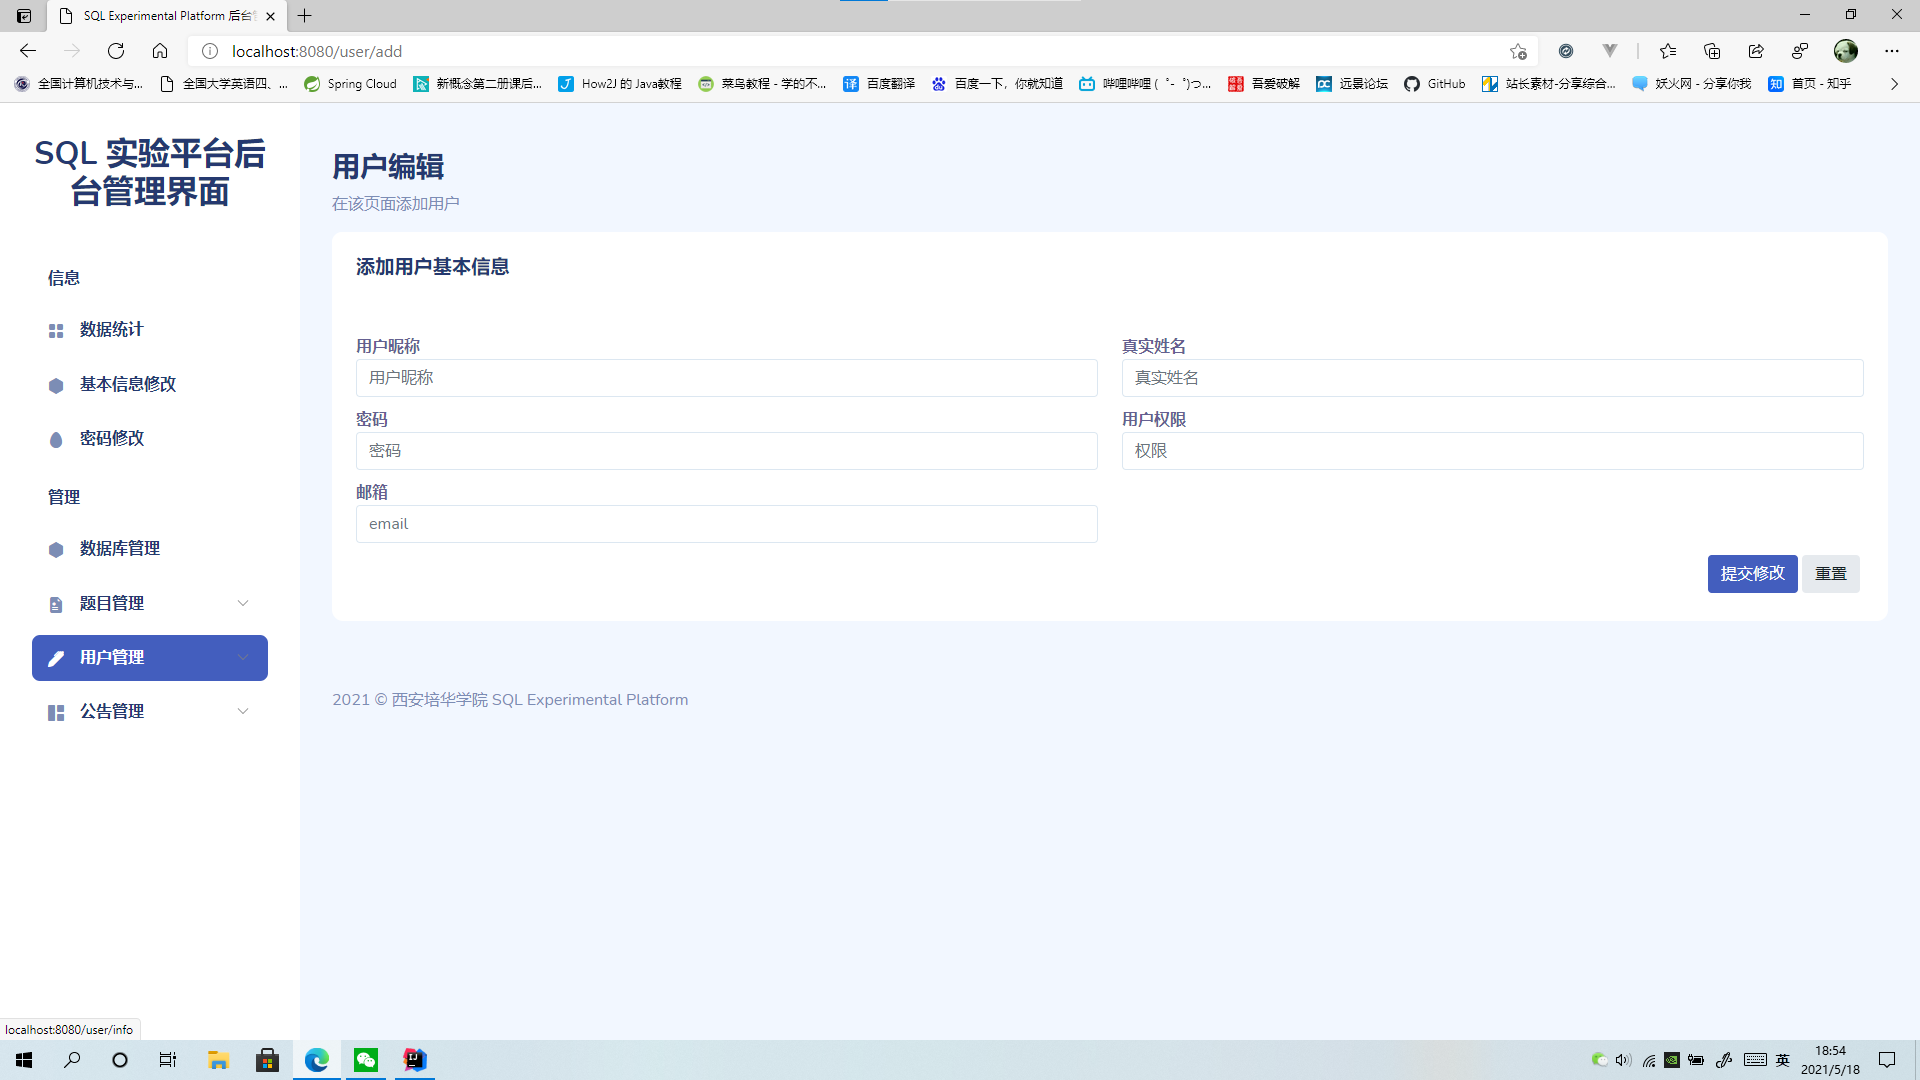 SQL Experimental Platform 后台
localhost:8080/user/add
全国计算机技术与...
全国大学英语四、...
Spring Cloud
新概念第二册课后...
How2J 的 Java教程
菜鸟教程 - 学的不...
百度翻译
百度一下，你就知道
哔哩哔哩 (゜-゜)つ...
吾爱破解
远景论坛
GitHub
站长素材-分享综合...
妖火网 - 分享你我
首页 - 知乎
SQL 实验平台后
台管理界面
信息
数据统计
基本信息修改
密码修改
管理
数据库管理
题目管理
用户管理
公告管理
用户编辑
在该页面添加用户
添加用户基本信息
用户昵称
用户昵称
真实姓名
真实姓名
密码
密码
用户权限
权限
邮箱
email
提交修改
重置
2021 © 西安培华学院 SQL Experimental Platform
localhost:8080/user/info
英
18:54
2021/5/18